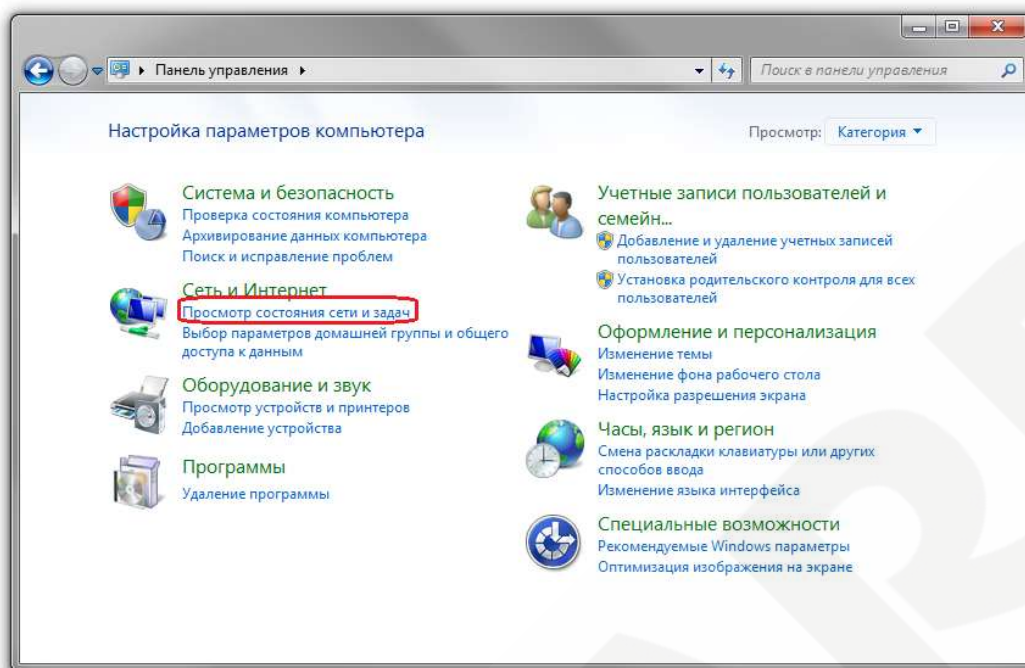 Панель управления
Поиск в панели управления
Настройка параметров компьютера
Просмотр: Категория
Система и безопасность
Проверка состояния компьютера
Архивирование данных компьютера
Поиск и исправление проблем
Сеть и Интернет
Просмотр состояния сети и задач
Выбор параметров домашней группы и общего
доступа к данным
Оборудование и звук
Просмотр устройств и принтеров
Добавление устройства
Программы
Удаление программы
Учетные записи пользователей и
семейн...
Добавление и удаление учетных записей
пользователей
Установка родительского контроля для всех
пользователей
Оформление и персонализация
Изменение темы
Изменение фона рабочего стола
Настройка разрешения экрана
Часы, язык и регион
Смена раскладки клавиатуры или других
способов ввода
Изменение языка интерфейса
Специальные возможности
Рекомендуемые Windows параметры
Оптимизация изображения на экране